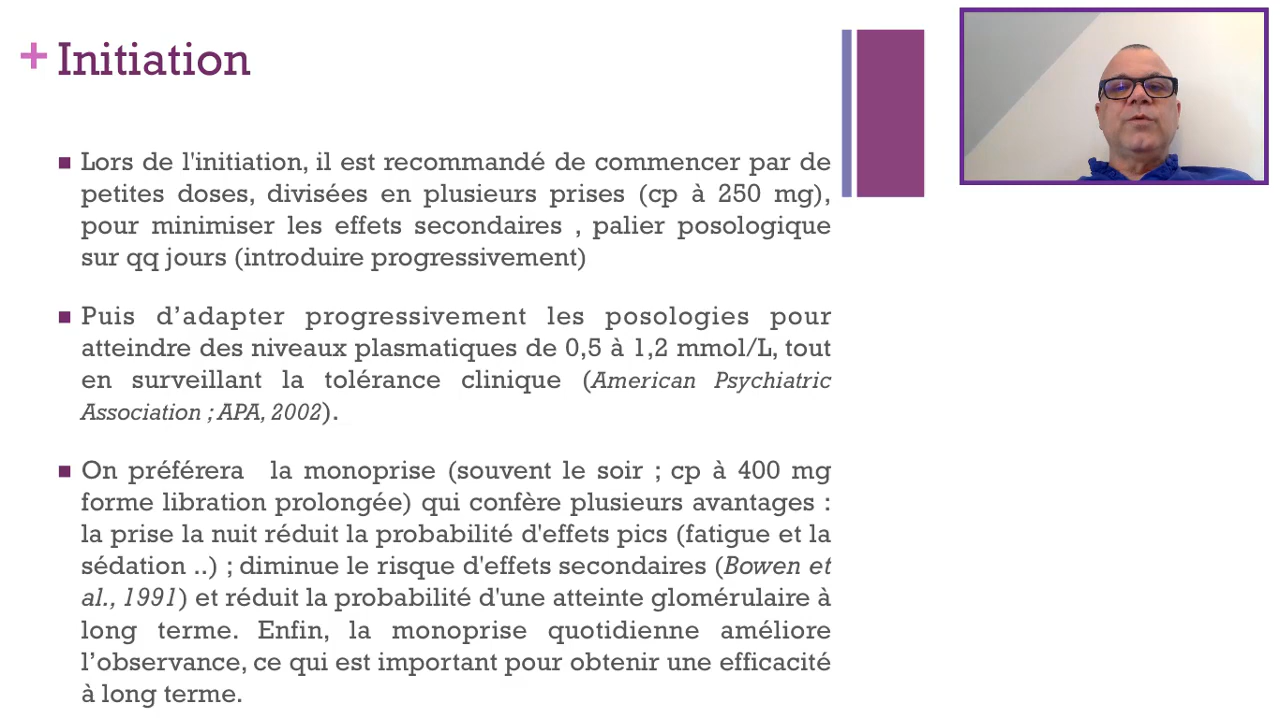 + Initiation
■ Lors de l'initiation, il est recommandé de commencer par de
petites doses, divisées en plusieurs prises (cp à 250 mg),
pour minimiser les effets secondaires , palier posologique
sur qq jours (introduire progressivement)
■ Puis d’adapter progressivement les posologies pour
atteindre des niveaux plasmatiques de 0,5 à 1,2 mmol/L, tout
en surveillant la tolérance clinique (American Psychiatric
Association ; APA, 2002).
■ On préférera la monoprise (souvent le soir ; cp à 400 mg
forme libration prolongée) qui confère plusieurs avantages :
la prise la nuit réduit la probabilité d'effets pics (fatigue et la
sédation ..) ; diminue le risque d'effets secondaires (Bowen et
al., 1991) et réduit la probabilité d'une atteinte glomérulaire à
long terme. Enfin, la monoprise quotidienne améliore
l’observance, ce qui est important pour obtenir une efficacité
à long terme.